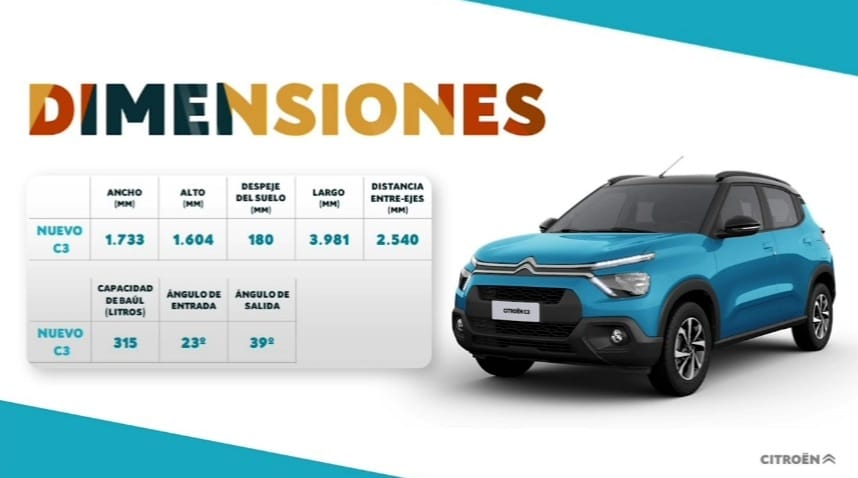 DIMENSIONES
ANCHO (MM) ALTO (MM) DESPEJE DEL SUELO (MM) LARGO (MM) DISTANCIA ENTRE-EJES (MM)
NUEVO C3 1.733 1.604 180 3.981 2.540
CAPACIDAD DE BAÚL (LITROS) ÁNGULO DE ENTRADA ÁNGULO DE SALIDA
NUEVO C3 315 23º 39º
CITROËN C3
CITROËN